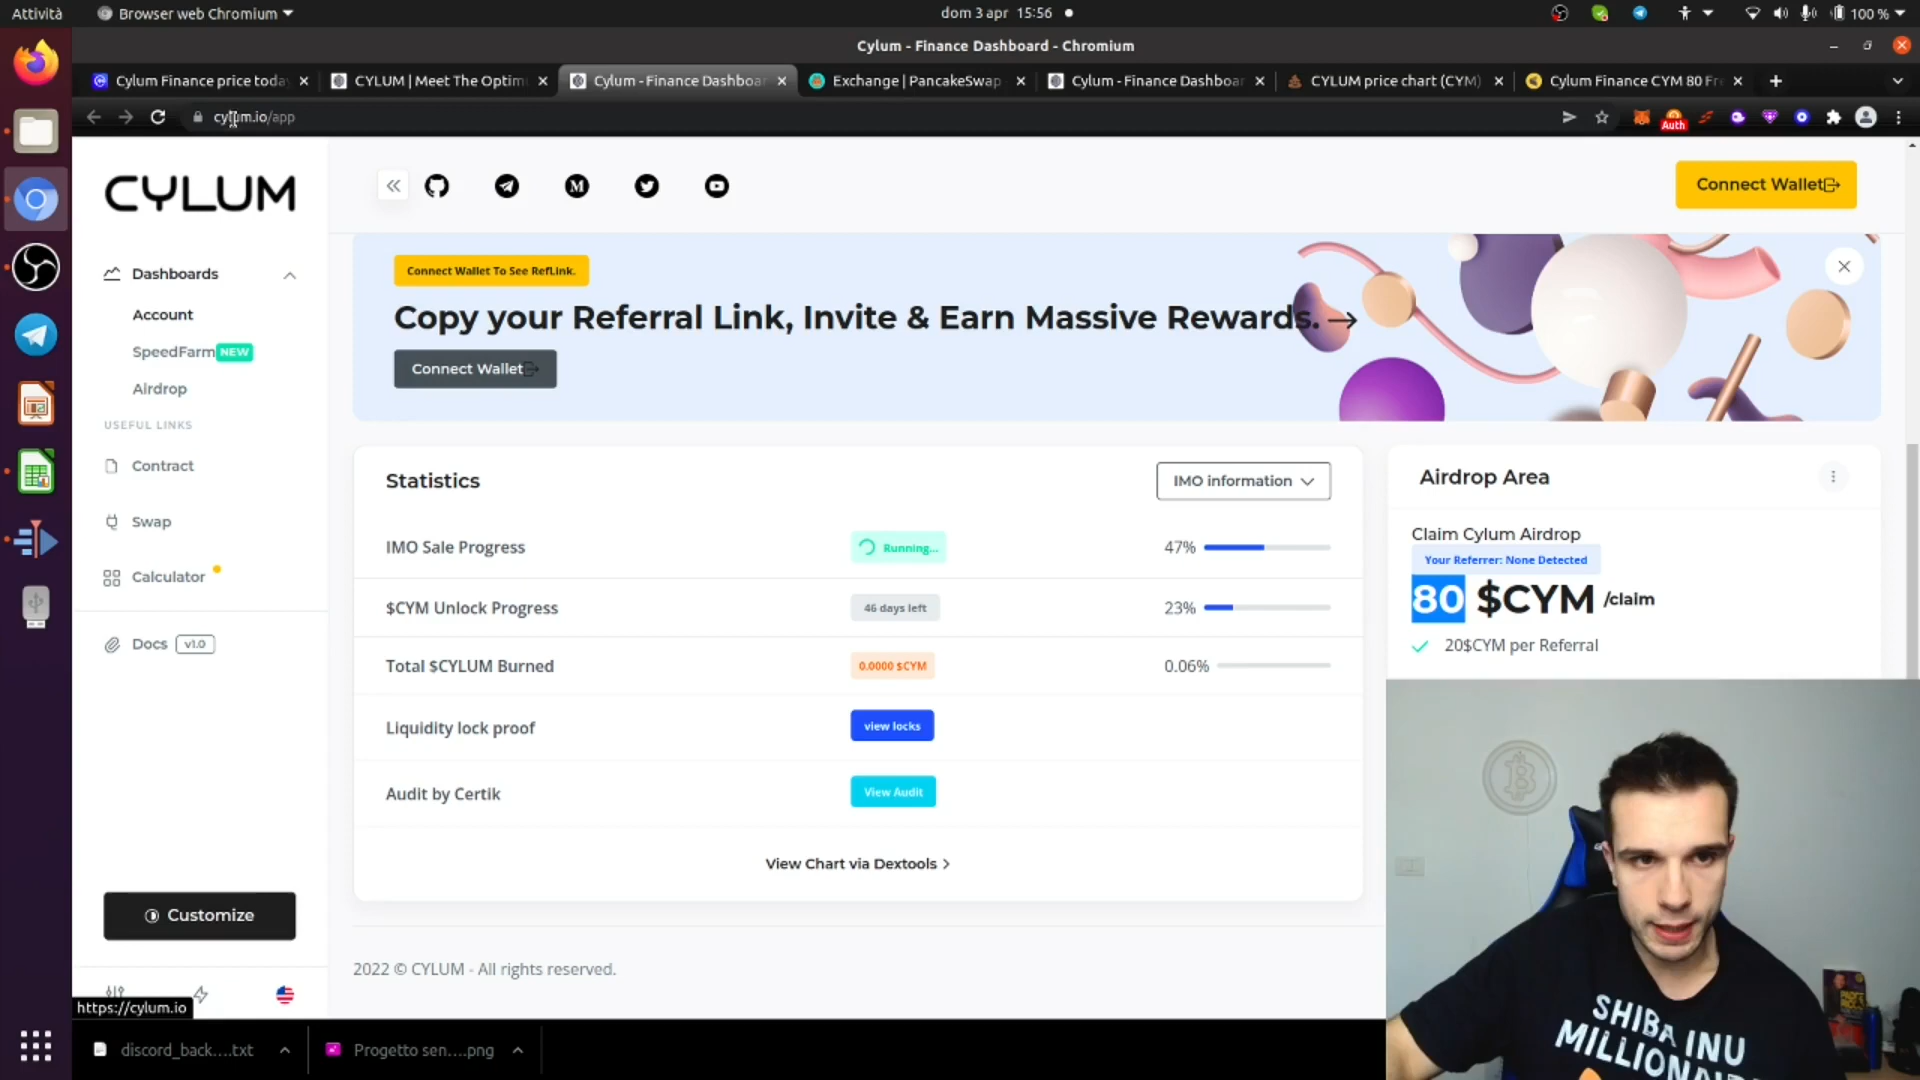 Attività
Browser web Chromium
dom 3 apr 15:56
100 %
Cylum - Finance Dashboard - Chromium
Cylum Finance price today
CYLUM | Meet The Optim
Cylum - Finance Dashboar
Exchange | PancakeSwap
Cylum - Finance Dashboar
CYLUM price chart (CYM)
Cylum Finance CYM 80 Fr
cylum.io/app
Auth
CYLUM
Connect Wallet
Dashboards
Account
SpeedFarm NEW
Airdrop
USEFUL LINKS
Contract
Swap
Calculator
Docs v1.0
Customize
https://cylum.io
Connect Wallet To See RefLink.
Copy your Referral Link, Invite & Earn Massive Rewards.
Connect Wallet
Statistics
IMO information
IMO Sale Progress
Running...
47%
$CYM Unlock Progress
46 days left
23%
Total $CYLUM Burned
0.0000 $CYM
0.06%
Liquidity lock proof
view locks
Audit by Certik
View Audit
View Chart via Dextools
Airdrop Area
Claim Cylum Airdrop
Your Referrer: None Detected
80 $CYM /claim
20$CYM per Referral
2022 © CYLUM - All rights reserved.
discord_back....txt
Progetto sen....png
SHIBA INU
MILLIONAI